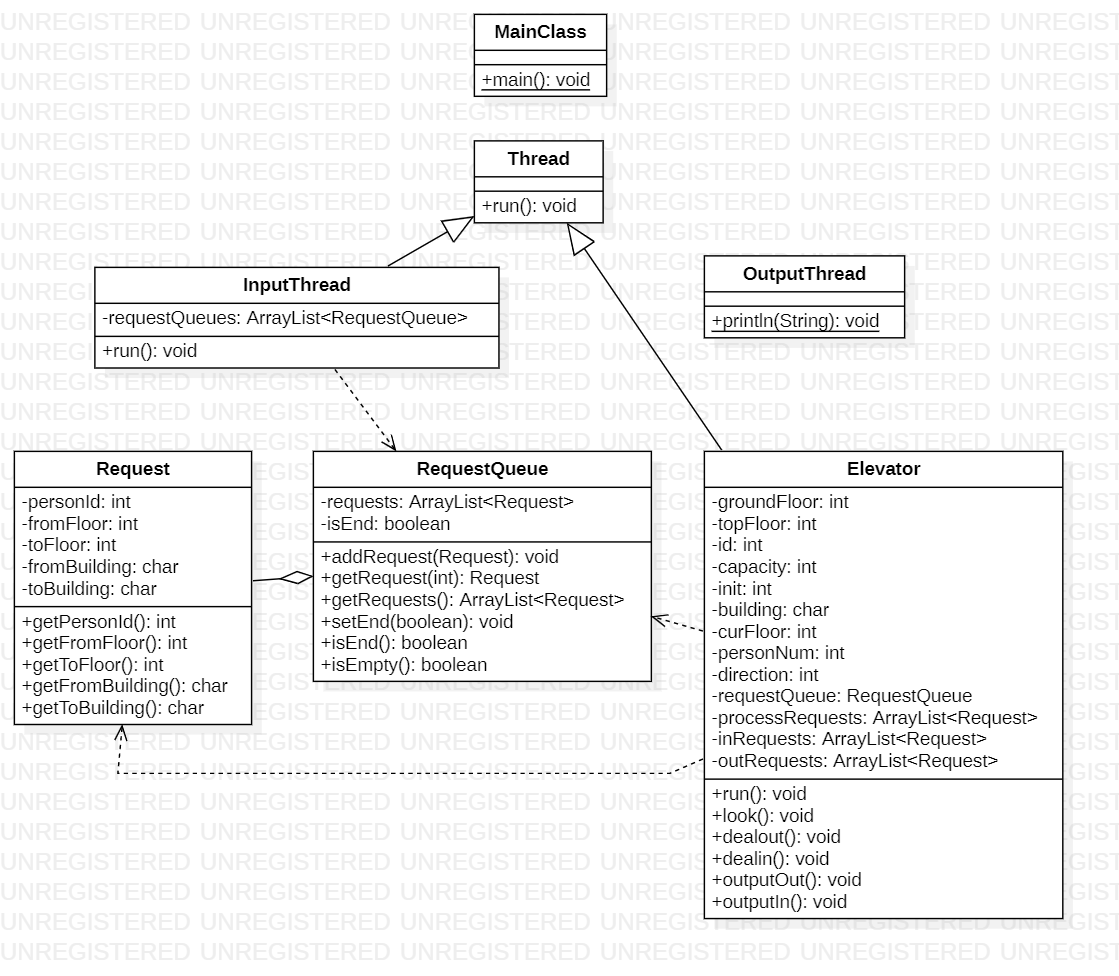 MainClass
+main(): void
Thread
+run(): void
InputThread
-requestQueues: ArrayList<RequestQueue>
+run(): void
OutputThread
+println(String): void
Request
-personId: int
-fromFloor: int
-toFloor: int
-fromBuilding: char
-toBuilding: char
+getPersonId(): int
+getFromFloor(): int
+getToFloor(): int
+getFromBuilding(): char
+getToBuilding(): char
RequestQueue
-requests: ArrayList<Request>
-isEnd: boolean
+addRequest(Request): void
+getRequest(int): Request
+getRequests(): ArrayList<Request>
+setEnd(boolean): void
+isEnd(): boolean
+isEmpty(): boolean
Elevator
-groundFloor: int
-topFloor: int
-id: int
-capacity: int
-init: int
-building: char
-curFloor: int
-personNum: int
-direction: int
-requestQueue: RequestQueue
-processRequests: ArrayList<Request>
-inRequests: ArrayList<Request>
-outRequests: ArrayList<Request>
+run(): void
+look(): void
+dealout(): void
+dealin(): void
+outputOut(): void
+outputIn(): void
UNREGISTERED